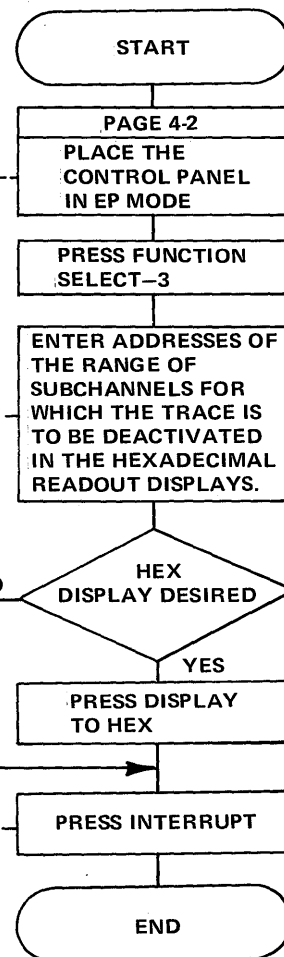 START
PAGE 4-2
PLACE THE
CONTROL PANEL
IN EP MODE
PRESS FUNCTION
SELECT–3
ENTER ADDRESSES OF
THE RANGE OF
SUBCHANNELS FOR
WHICH THE TRACE IS
TO BE DEACTIVATED
IN THE HEXADECIMAL
READOUT DISPLAYS.
HEX
DISPLAY DESIRED
YES
PRESS DISPLAY
TO HEX
PRESS INTERRUPT
END